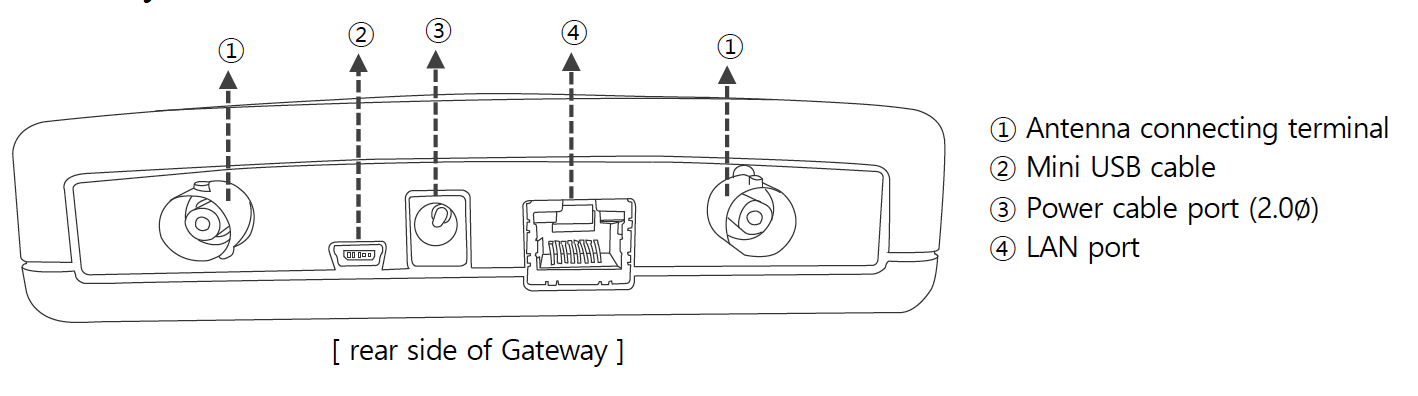 ① ② ③ ④ ①
① Antenna connecting terminal
② Mini USB cable
③ Power cable port (2.0Ø)
④ LAN port
[ rear side of Gateway ]